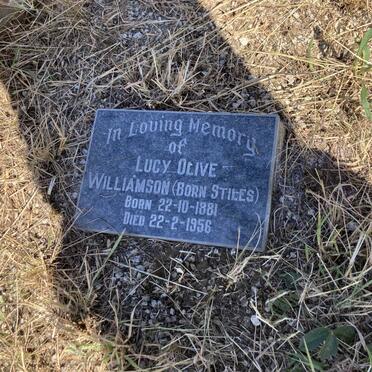 In Loving Memory
of
LUCY OLIVE
WILLIAMSON (BORN STILES)
BORN 22-10-1881
DIED 22-2-1956